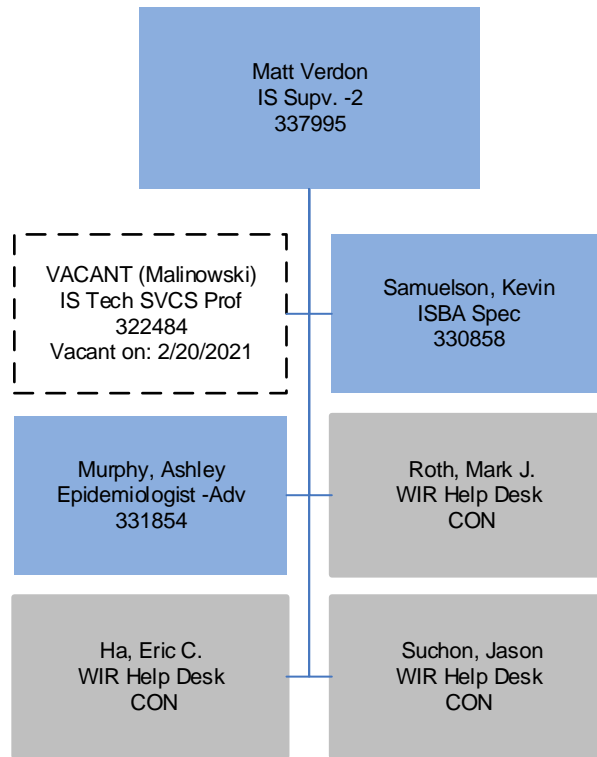 Matt Verdon
IS Supv. -2
337995
VACANT (Malinowski)
IS Tech SVCS Prof
322484
Vacant on: 2/20/2021
Samuelson, Kevin
ISBA Spec
330858
Murphy, Ashley
Epidemiologist -Adv
331854
Roth, Mark J.
WIR Help Desk
CON
Ha, Eric C.
WIR Help Desk
CON
Suchon, Jason
WIR Help Desk
CON